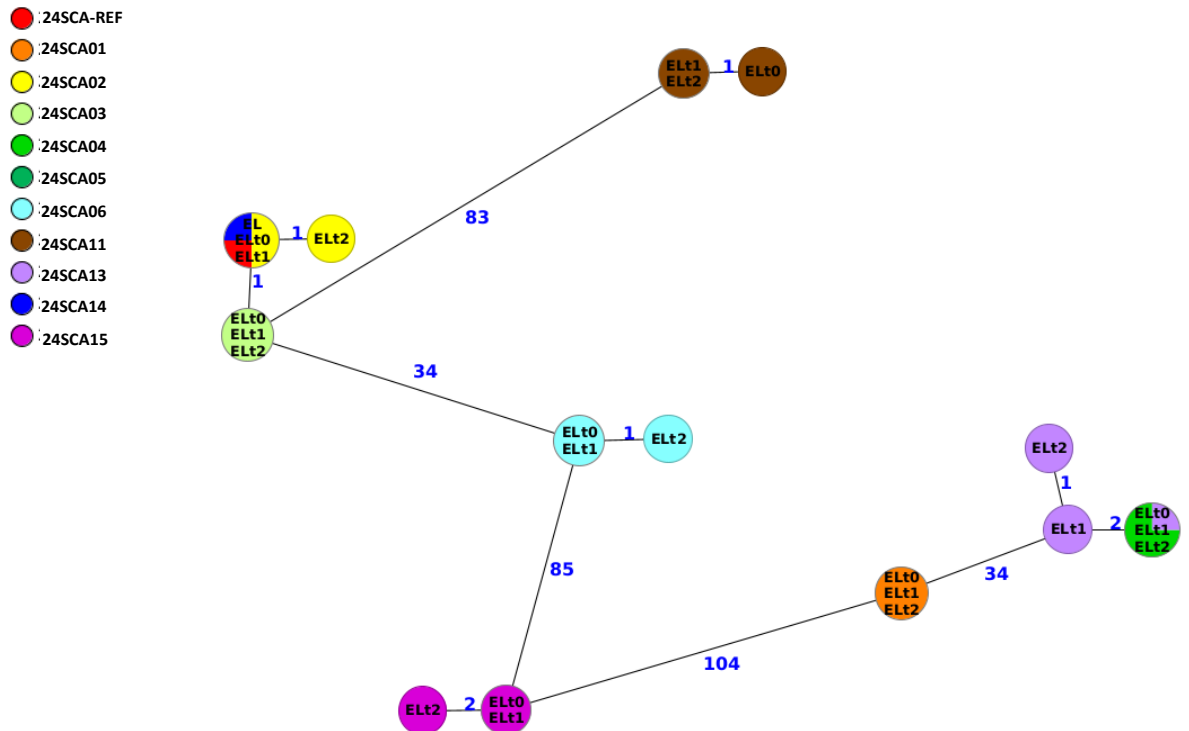 24SCA-REF
24SCA01
24SCA02
24SCA03
24SCA04
24SCA05
24SCA06
24SCA11
24SCA13
24SCA14
24SCA15
ELt1
ELt2
1
ELt0
83
EL
ELt0
ELt1
1
ELt2
1
ELt0
ELt1
ELt2
34
ELt0
ELt1
1
ELt2
85
ELt2
1
ELt1
2
ELt0
ELt1
ELt2
34
ELt0
ELt1
ELt2
104
ELt2
2
ELt0
ELt1